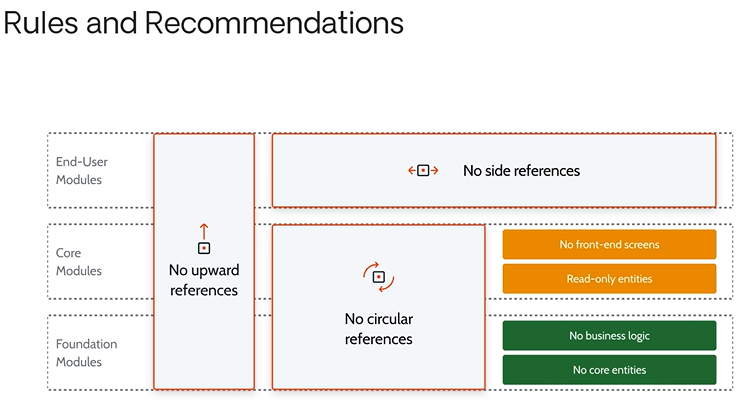 Rules and Recommendations
End-User
Modules
No side references
Core
Modules
No upward
references
No circular
references
No front-end screens
Read-only entities
Foundation
Modules
No business logic
No core entities